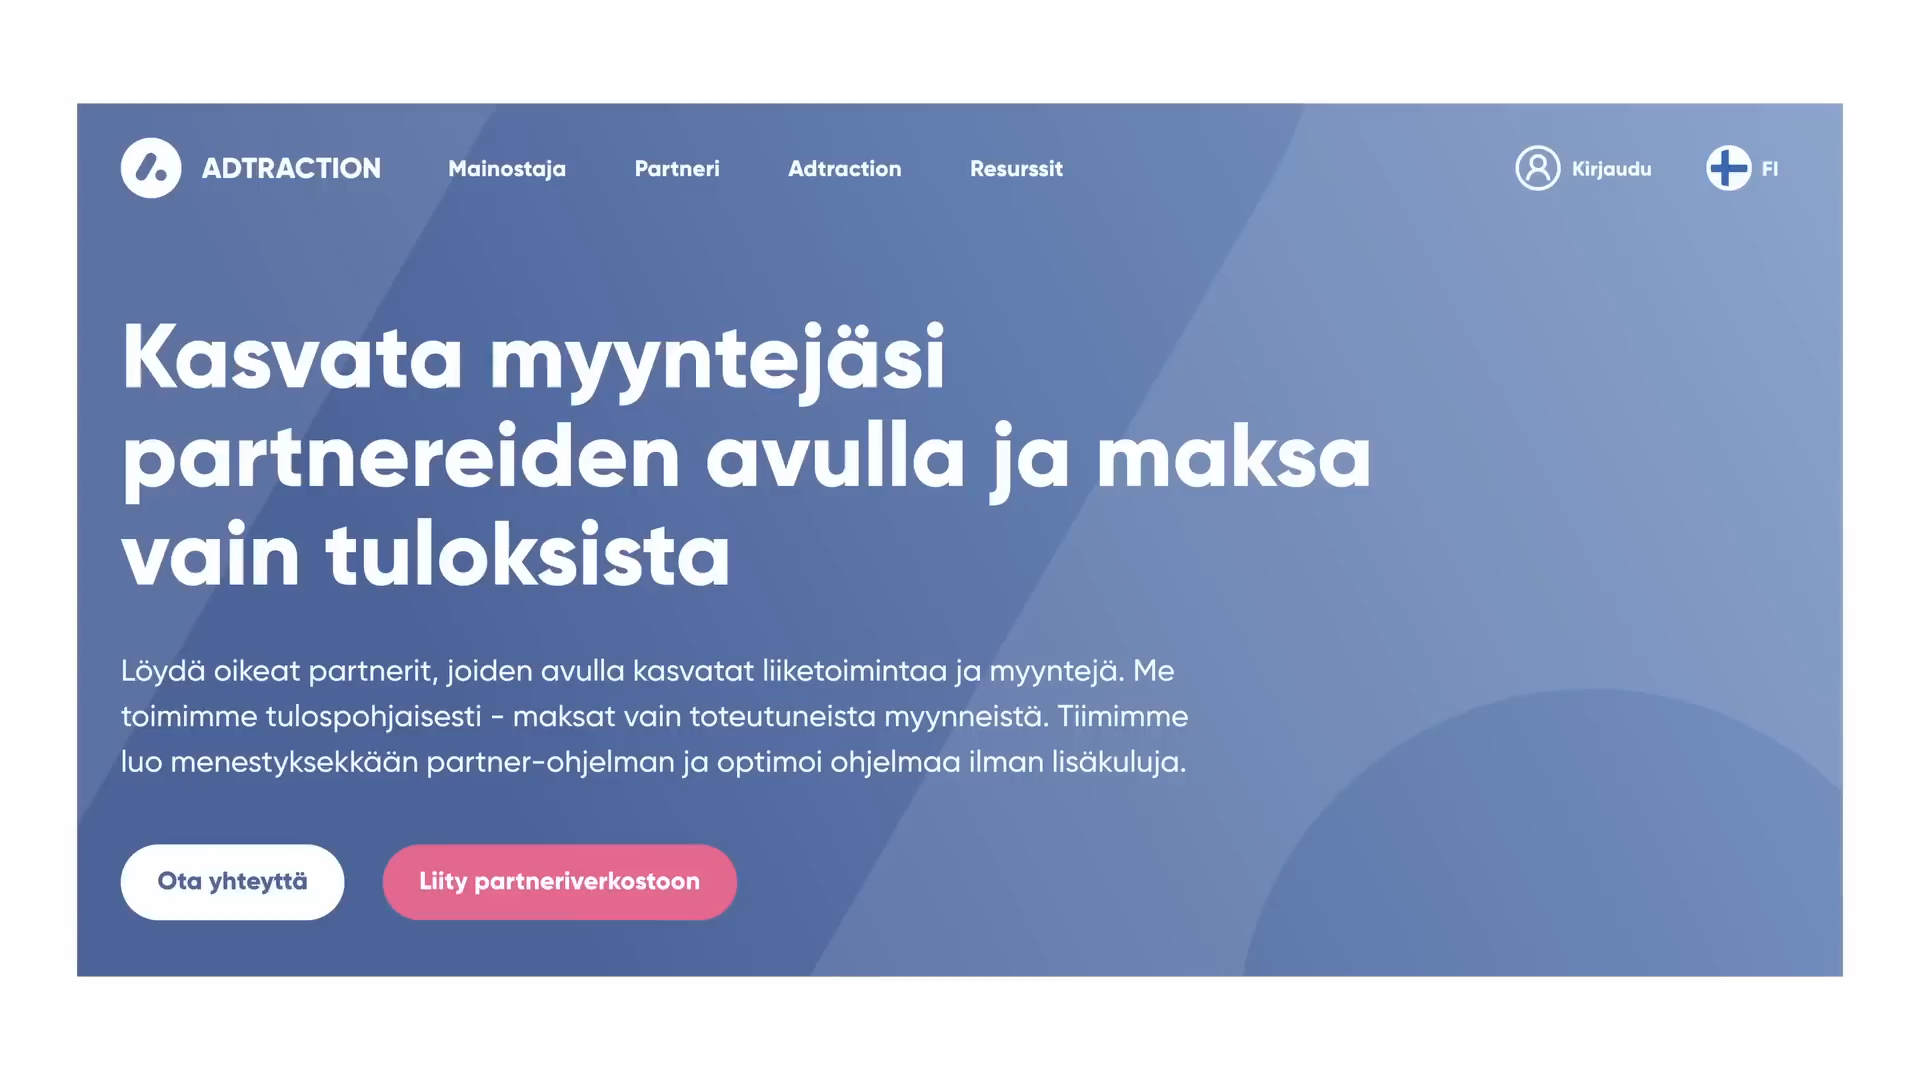 ADTRACTION
Mainostaja
Partneri
Adtraction
Resurssit
Kirjaudu
FI
Kasvata myyntejäsi
partnereiden avulla ja maksa
vain tuloksista
Löydä oikeat partnerit, joiden avulla kasvatat liiketoimintaa ja myyntejä. Me
toimimme tulospohjaisesti - maksat vain toteutuneista myynneistä. Tiimimme
luo menestyksekkään partner-ohjelman ja optimoi ohjelmaa ilman lisäkuluja.
Ota yhteyttä
Liity partneriverkostoon